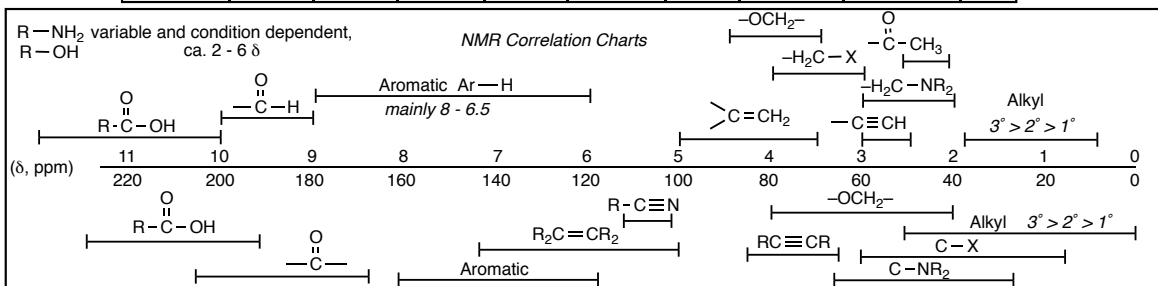 R—NH₂ variable and condition dependent,
R—OH ca. 2 - 6 δ
NMR Correlation Charts
–OCH₂–
O
–C–CH₃
–H₂C–X
O
–C–H
Aromatic Ar—H
mainly 8 - 6.5
–H₂C–NR₂
O
R–C–OH
C=CH₂
–C≡CH
Alkyl
3° > 2° > 1°
(δ, ppm)
11 10 9 8 7 6 5 4 3 2 1 0
220 200 180 160 140 120 100 80 60 40 20 0
O
R–C–OH
R–C≡N
–OCH₂–
O
–C–
R₂C=CR₂
RC≡CR
Alkyl 3° > 2° > 1°
C–X
Aromatic
C–NR₂